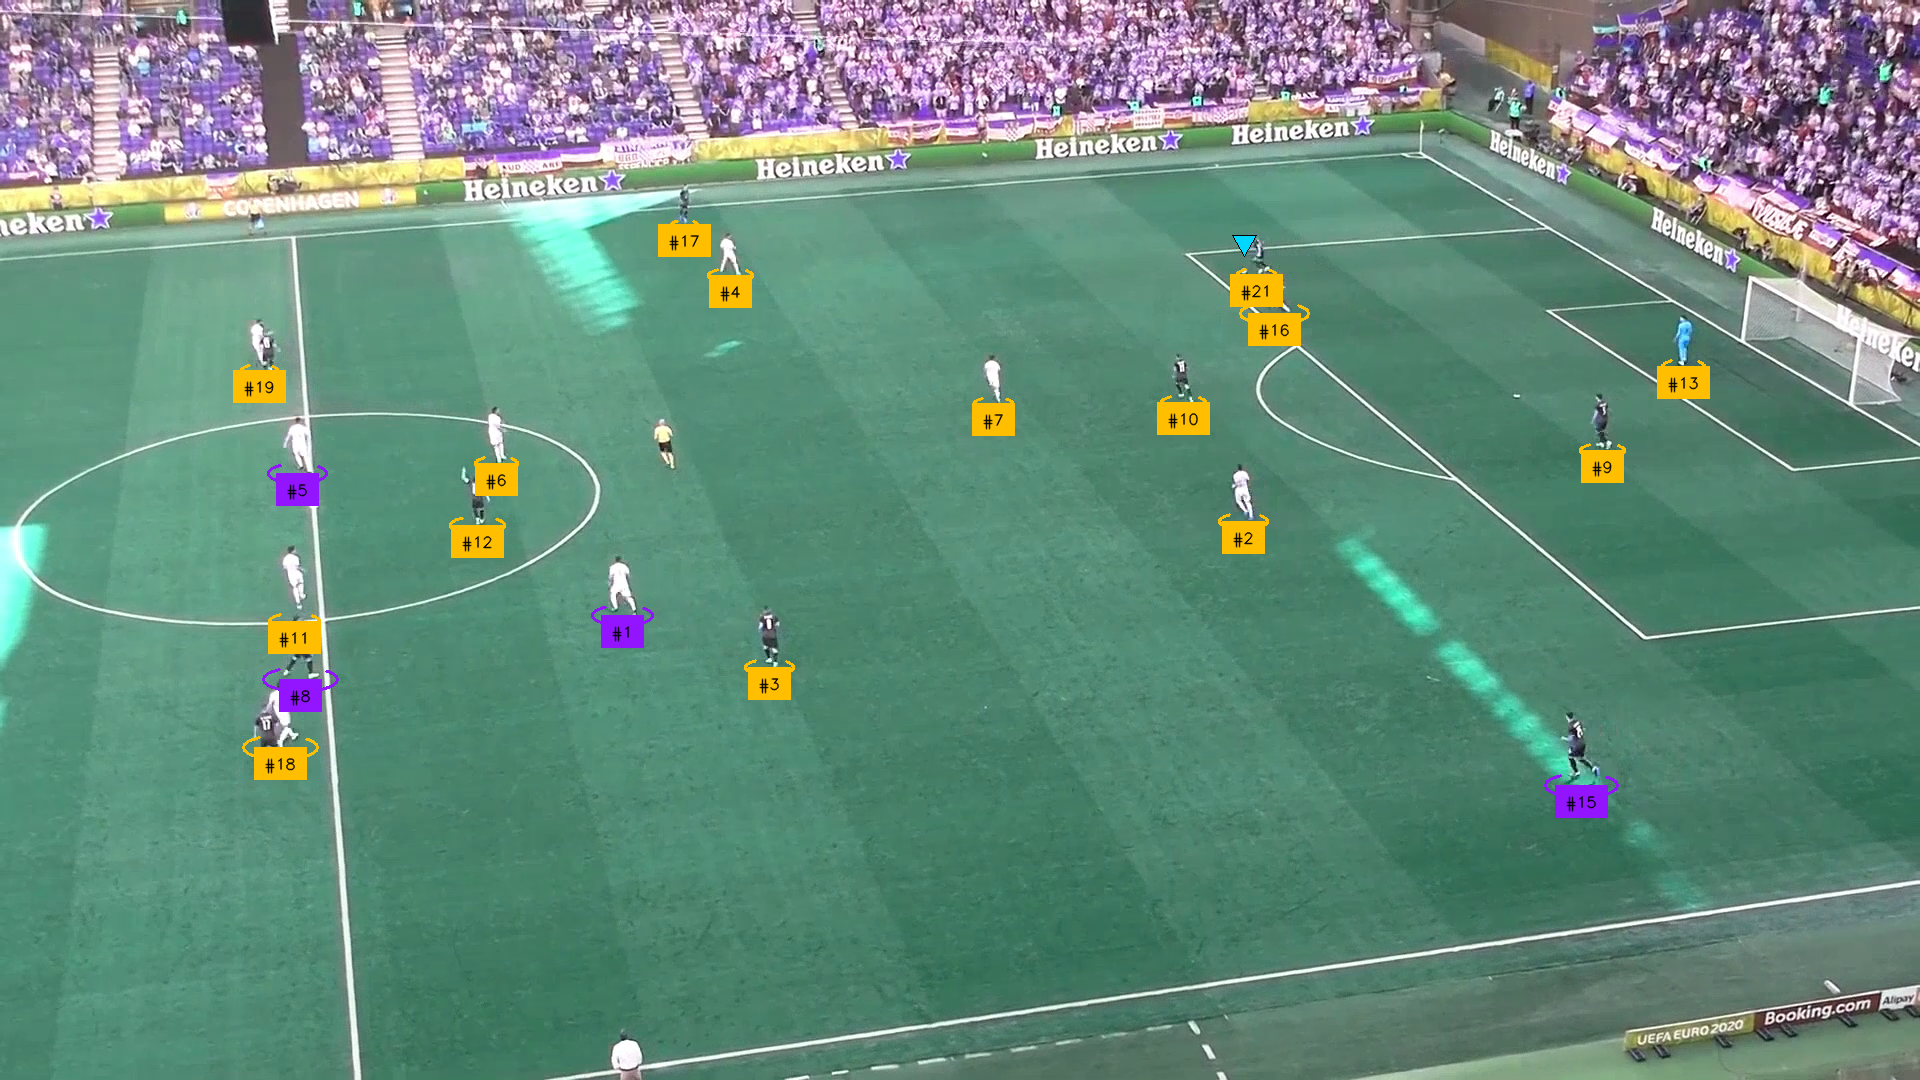 Heineken
Heineken
Heineken
Heineken
COPENHAGEN
Heineken
Heineken
neken
Heineken
#17
#4
#21
#16
#19
#13
#7
#10
#5
#6
#9
#12
#2
#11
#1
#8
#3
#18
#15
UEFA EURO 2020
Booking.com
Alipay